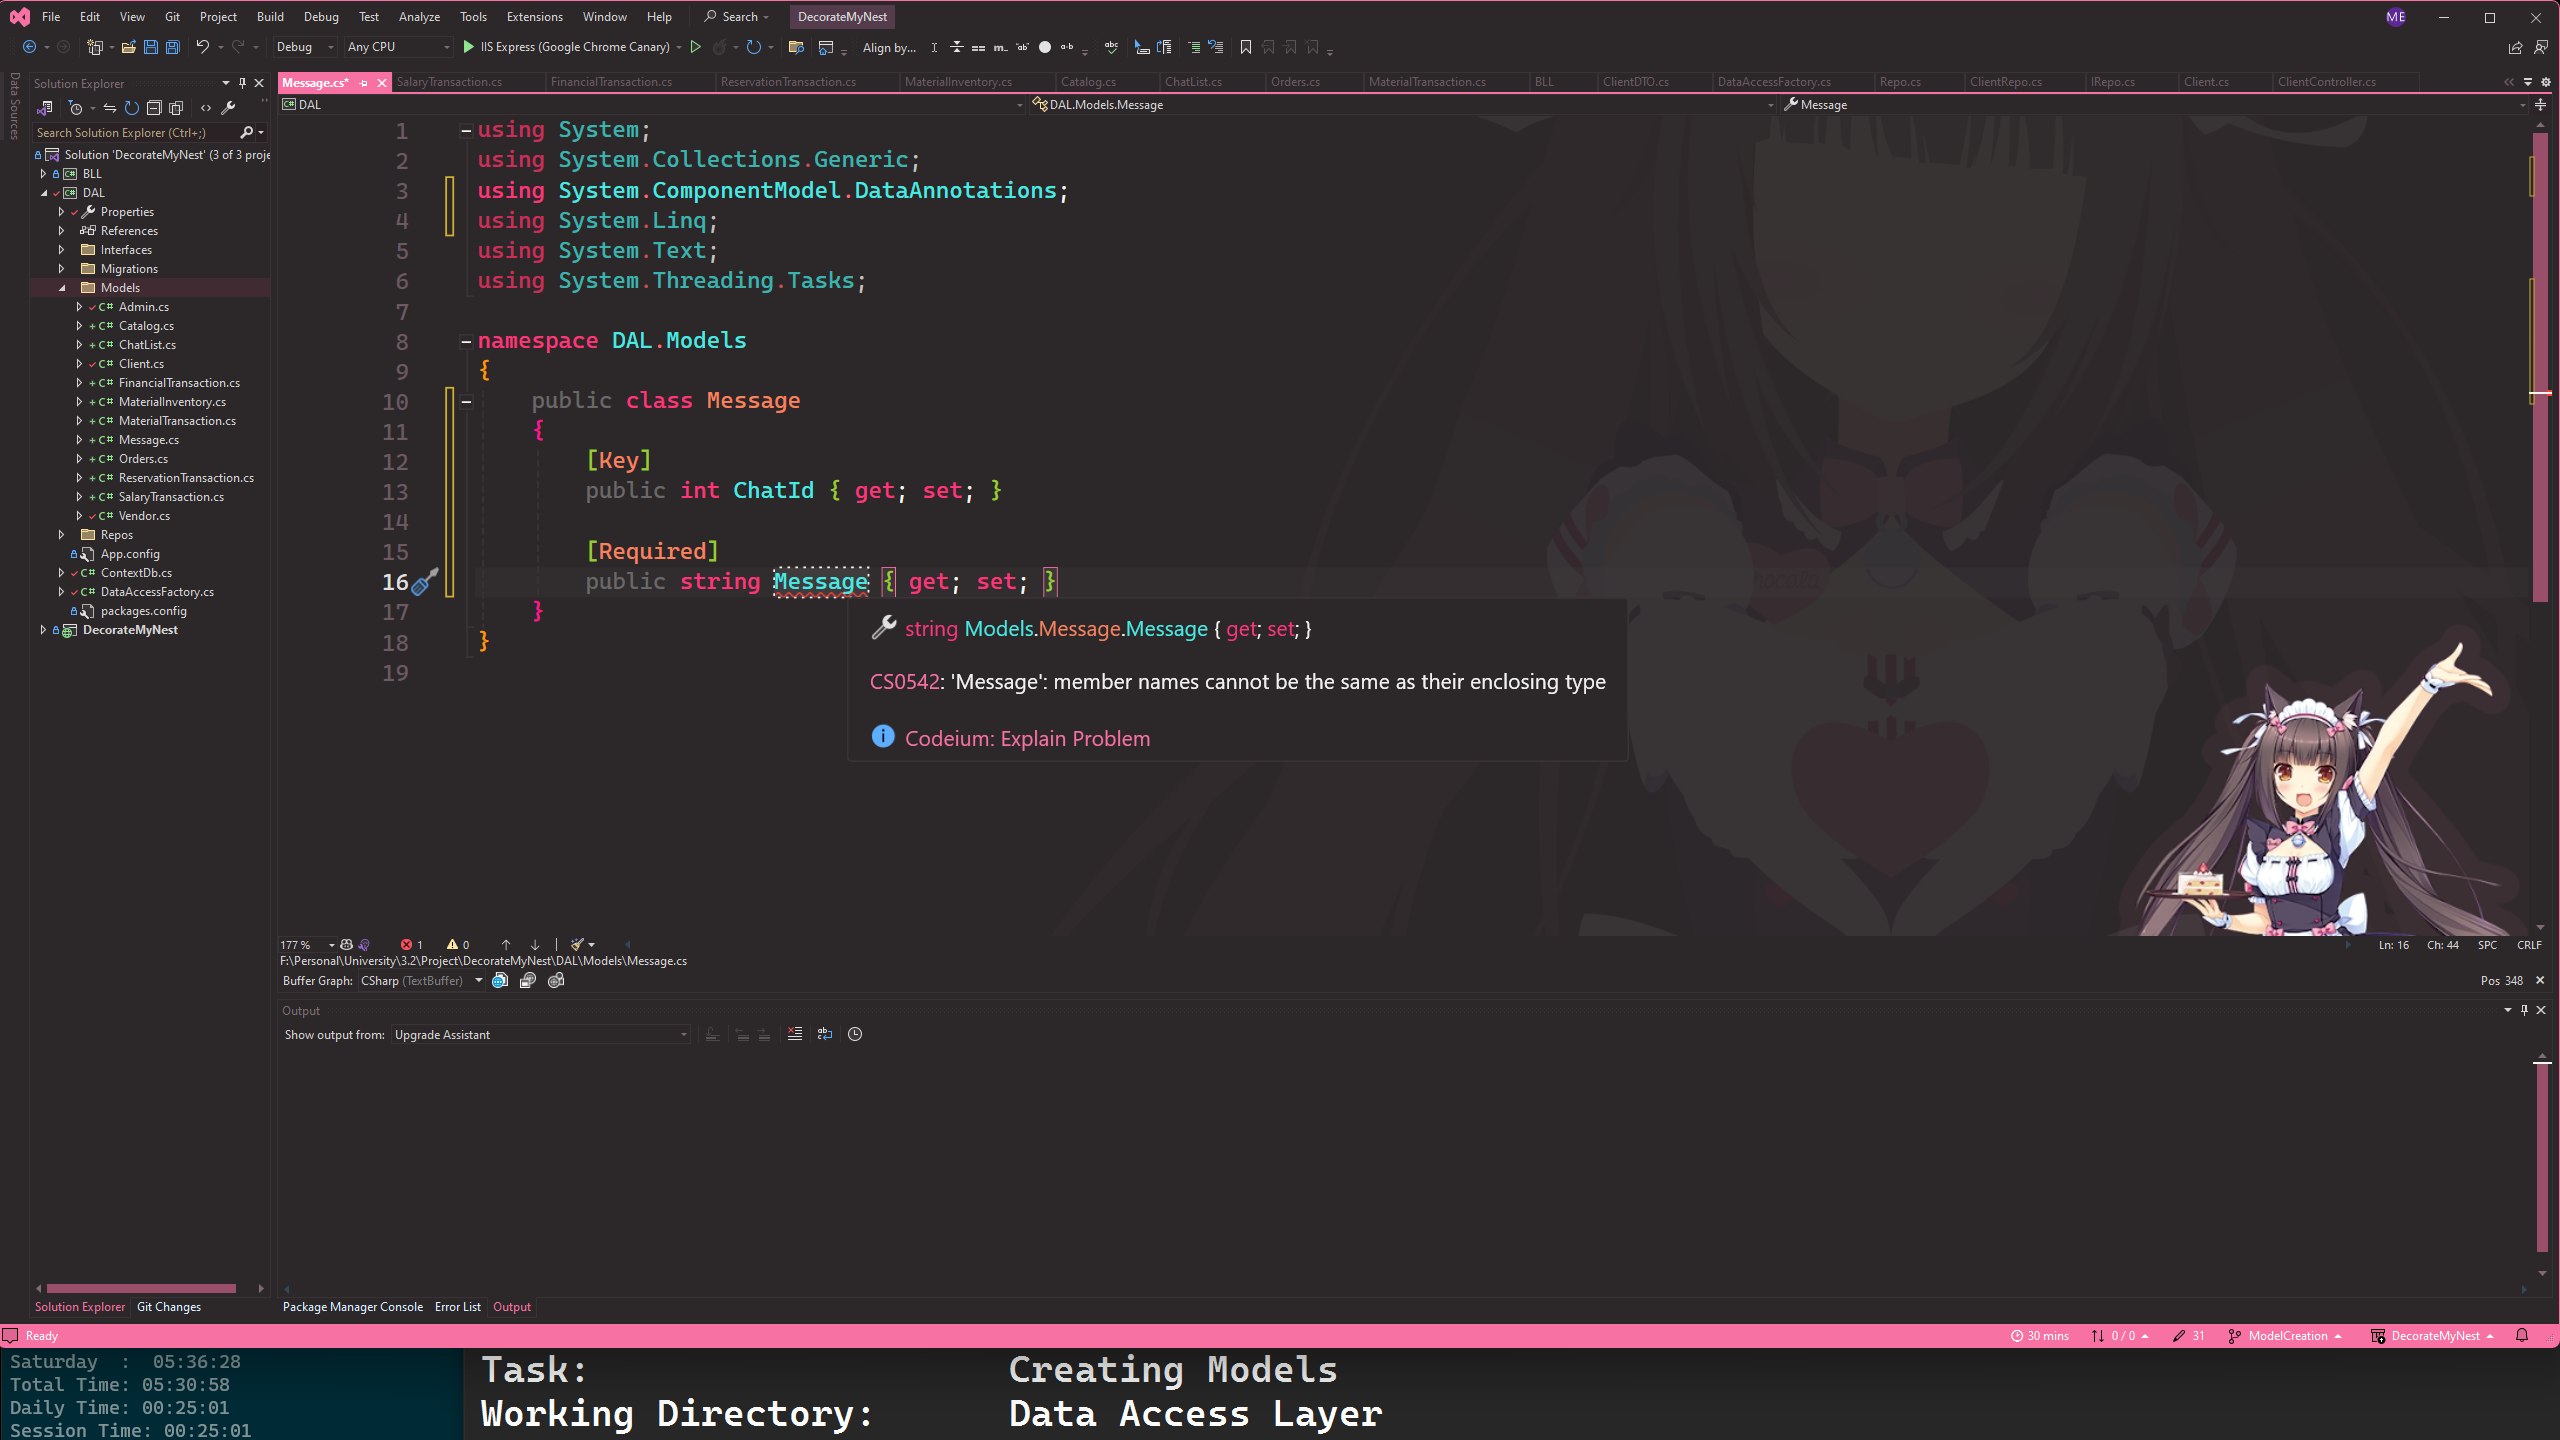 File Edit View Git Project Build Debug Test Analyze Tools Extensions Window Help Search DecorateMyNest ME
Debug Any CPU IIS Express (Google Chrome Canary) Align by...
Data Sources
Solution Explorer
Search Solution Explorer (Ctrl+;)
Solution 'DecorateMyNest' (3 of 3 proje
BLL
DAL
Properties
References
Interfaces
Migrations
Models
C# Admin.cs
C# Catalog.cs
C# ChatList.cs
C# Client.cs
C# FinancialTransaction.cs
C# MaterialInventory.cs
C# MaterialTransaction.cs
C# Message.cs
C# Orders.cs
C# ReservationTransaction.cs
C# SalaryTransaction.cs
C# Vendor.cs
Repos
App.config
C# ContextDb.cs
C# DataAccessFactory.cs
packages.config
DecorateMyNest
Solution Explorer Git Changes
Message.cs* SalaryTransaction.cs FinancialTransaction.cs ReservationTransaction.cs MaterialInventory.cs Catalog.cs ChatList.cs Orders.cs MaterialTransaction.cs BLL ClientDTO.cs DataAccessFactory.cs Repo.cs ClientRepo.cs IRepo.cs Client.cs ClientController.cs
DAL DAL.Models.Message Message
1 using System;
2 using System.Collections.Generic;
3 using System.ComponentModel.DataAnnotations;
4 using System.Linq;
5 using System.Text;
6 using System.Threading.Tasks;
7
8 namespace DAL.Models
9 {
10 public class Message
11 {
12 [Key]
13 public int ChatId { get; set; }
14
15 [Required]
16 public string Message { get; set; }
17 }
18 }
19
string Models.Message.Message { get; set; }
CS0542: 'Message': member names cannot be the same as their enclosing type
Codeium: Explain Problem
177 % 1 0 Ln: 16 Ch: 44 SPC CRLF
F:\Personal\University\3.2\Project\DecorateMyNest\DAL\Models\Message.cs
Buffer Graph: CSharp (TextBuffer) Pos 348
Output
Show output from: Upgrade Assistant
Package Manager Console Error List Output
Ready 30 mins 0 / 0 31 ModelCreation DecorateMyNest
Saturday : 05:36:28
Total Time: 05:30:58
Daily Time: 00:25:01
Session Time: 00:25:01
Task: Creating Models
Working Directory: Data Access Layer